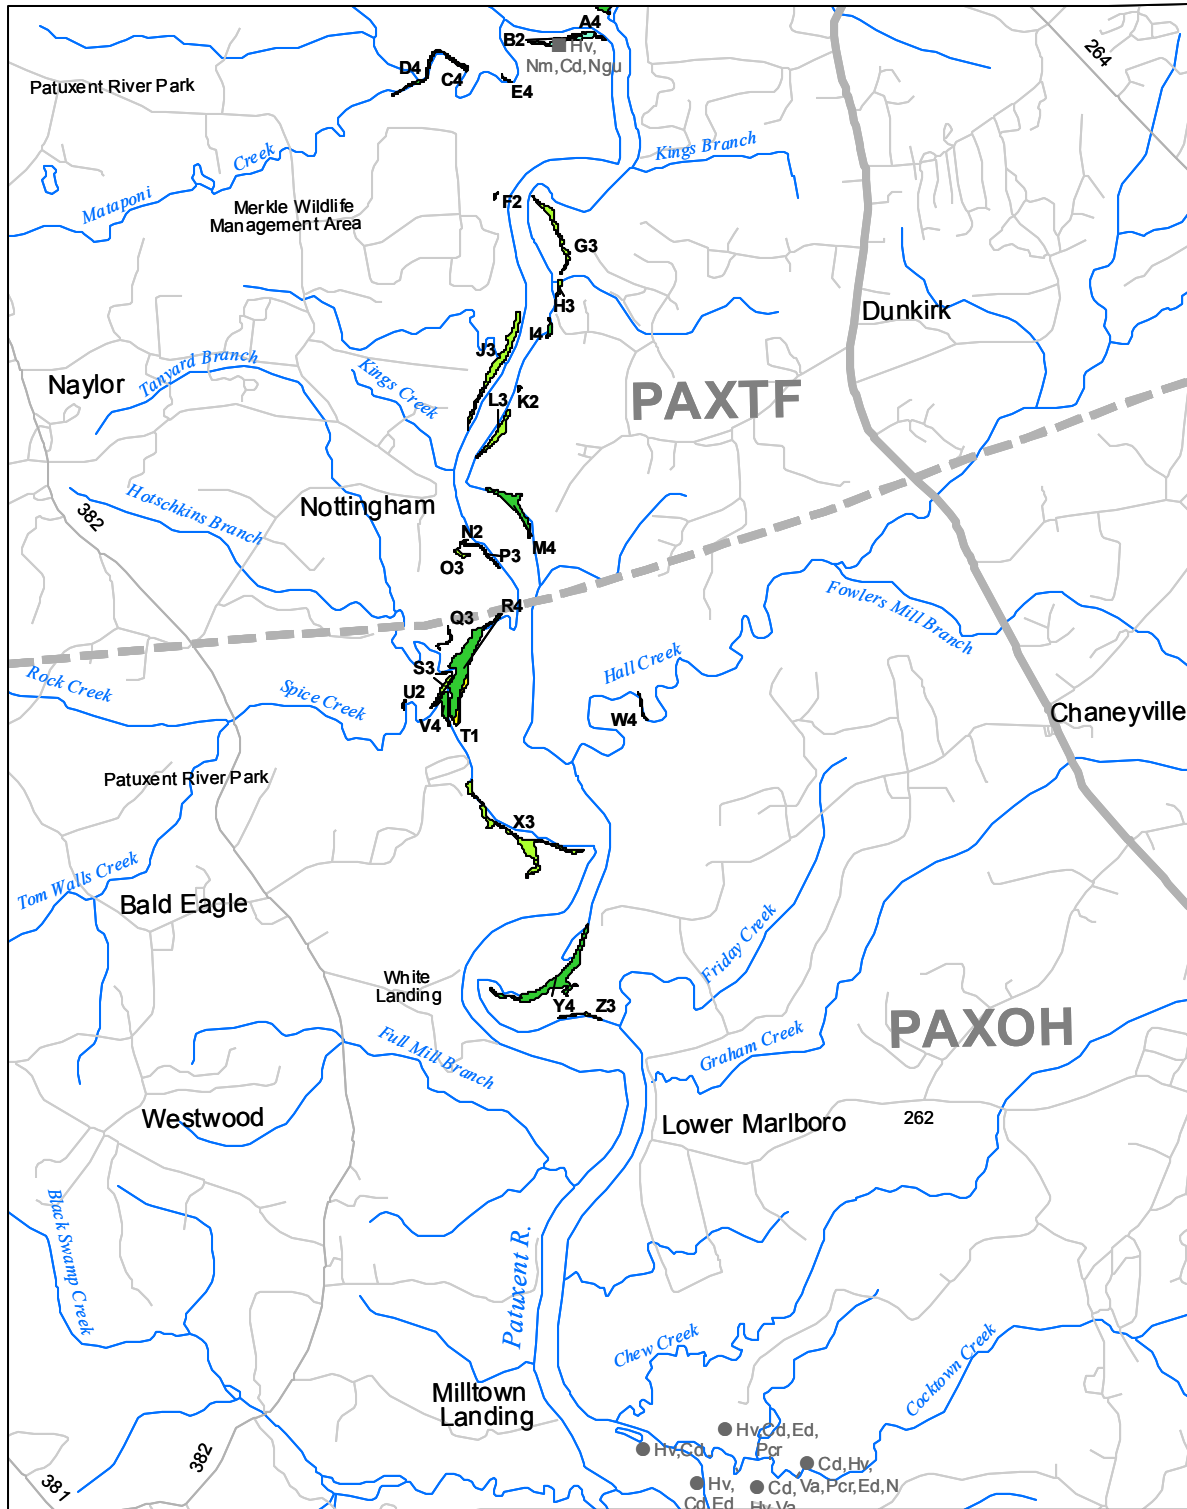 A4
B2
Hv,
Nm,Cd,Ngu
264
D4
C4
E4
Patuxent River Park
Kings Branch
Mataponi Creek
F2
Merkle Wildlife
Management Area
G3
H3
Dunkirk
I4
J3
Tanyard Branch
Naylor
Kings Creek
K2
L3
PAXTF
Hotschkins Branch
Nottingham
382
N2
M4
P3
O3
Fowlers Mill Branch
R4
Q3
Hall Creek
S3
Rock Creek
Spice Creek
U2
V4
T1
W4
Chaneyville
Patuxent River Park
X3
Tom Walls Creek
Bald Eagle
Friday Creek
White
Landing
Y4
Z3
PAXOH
Full Mill Branch
Graham Creek
Westwood
Lower Marlboro
262
Black Swamp Creek
Patuxent R.
Chew Creek
Cocktown Creek
Milltown
Landing
Hv,Cd,Ed,
Pcr
Hv,Cd
Cd,Hv,
Va,Pcr,Ed,N
Hv,
Cd,Ed
Cd,
Hv,Va
382
381